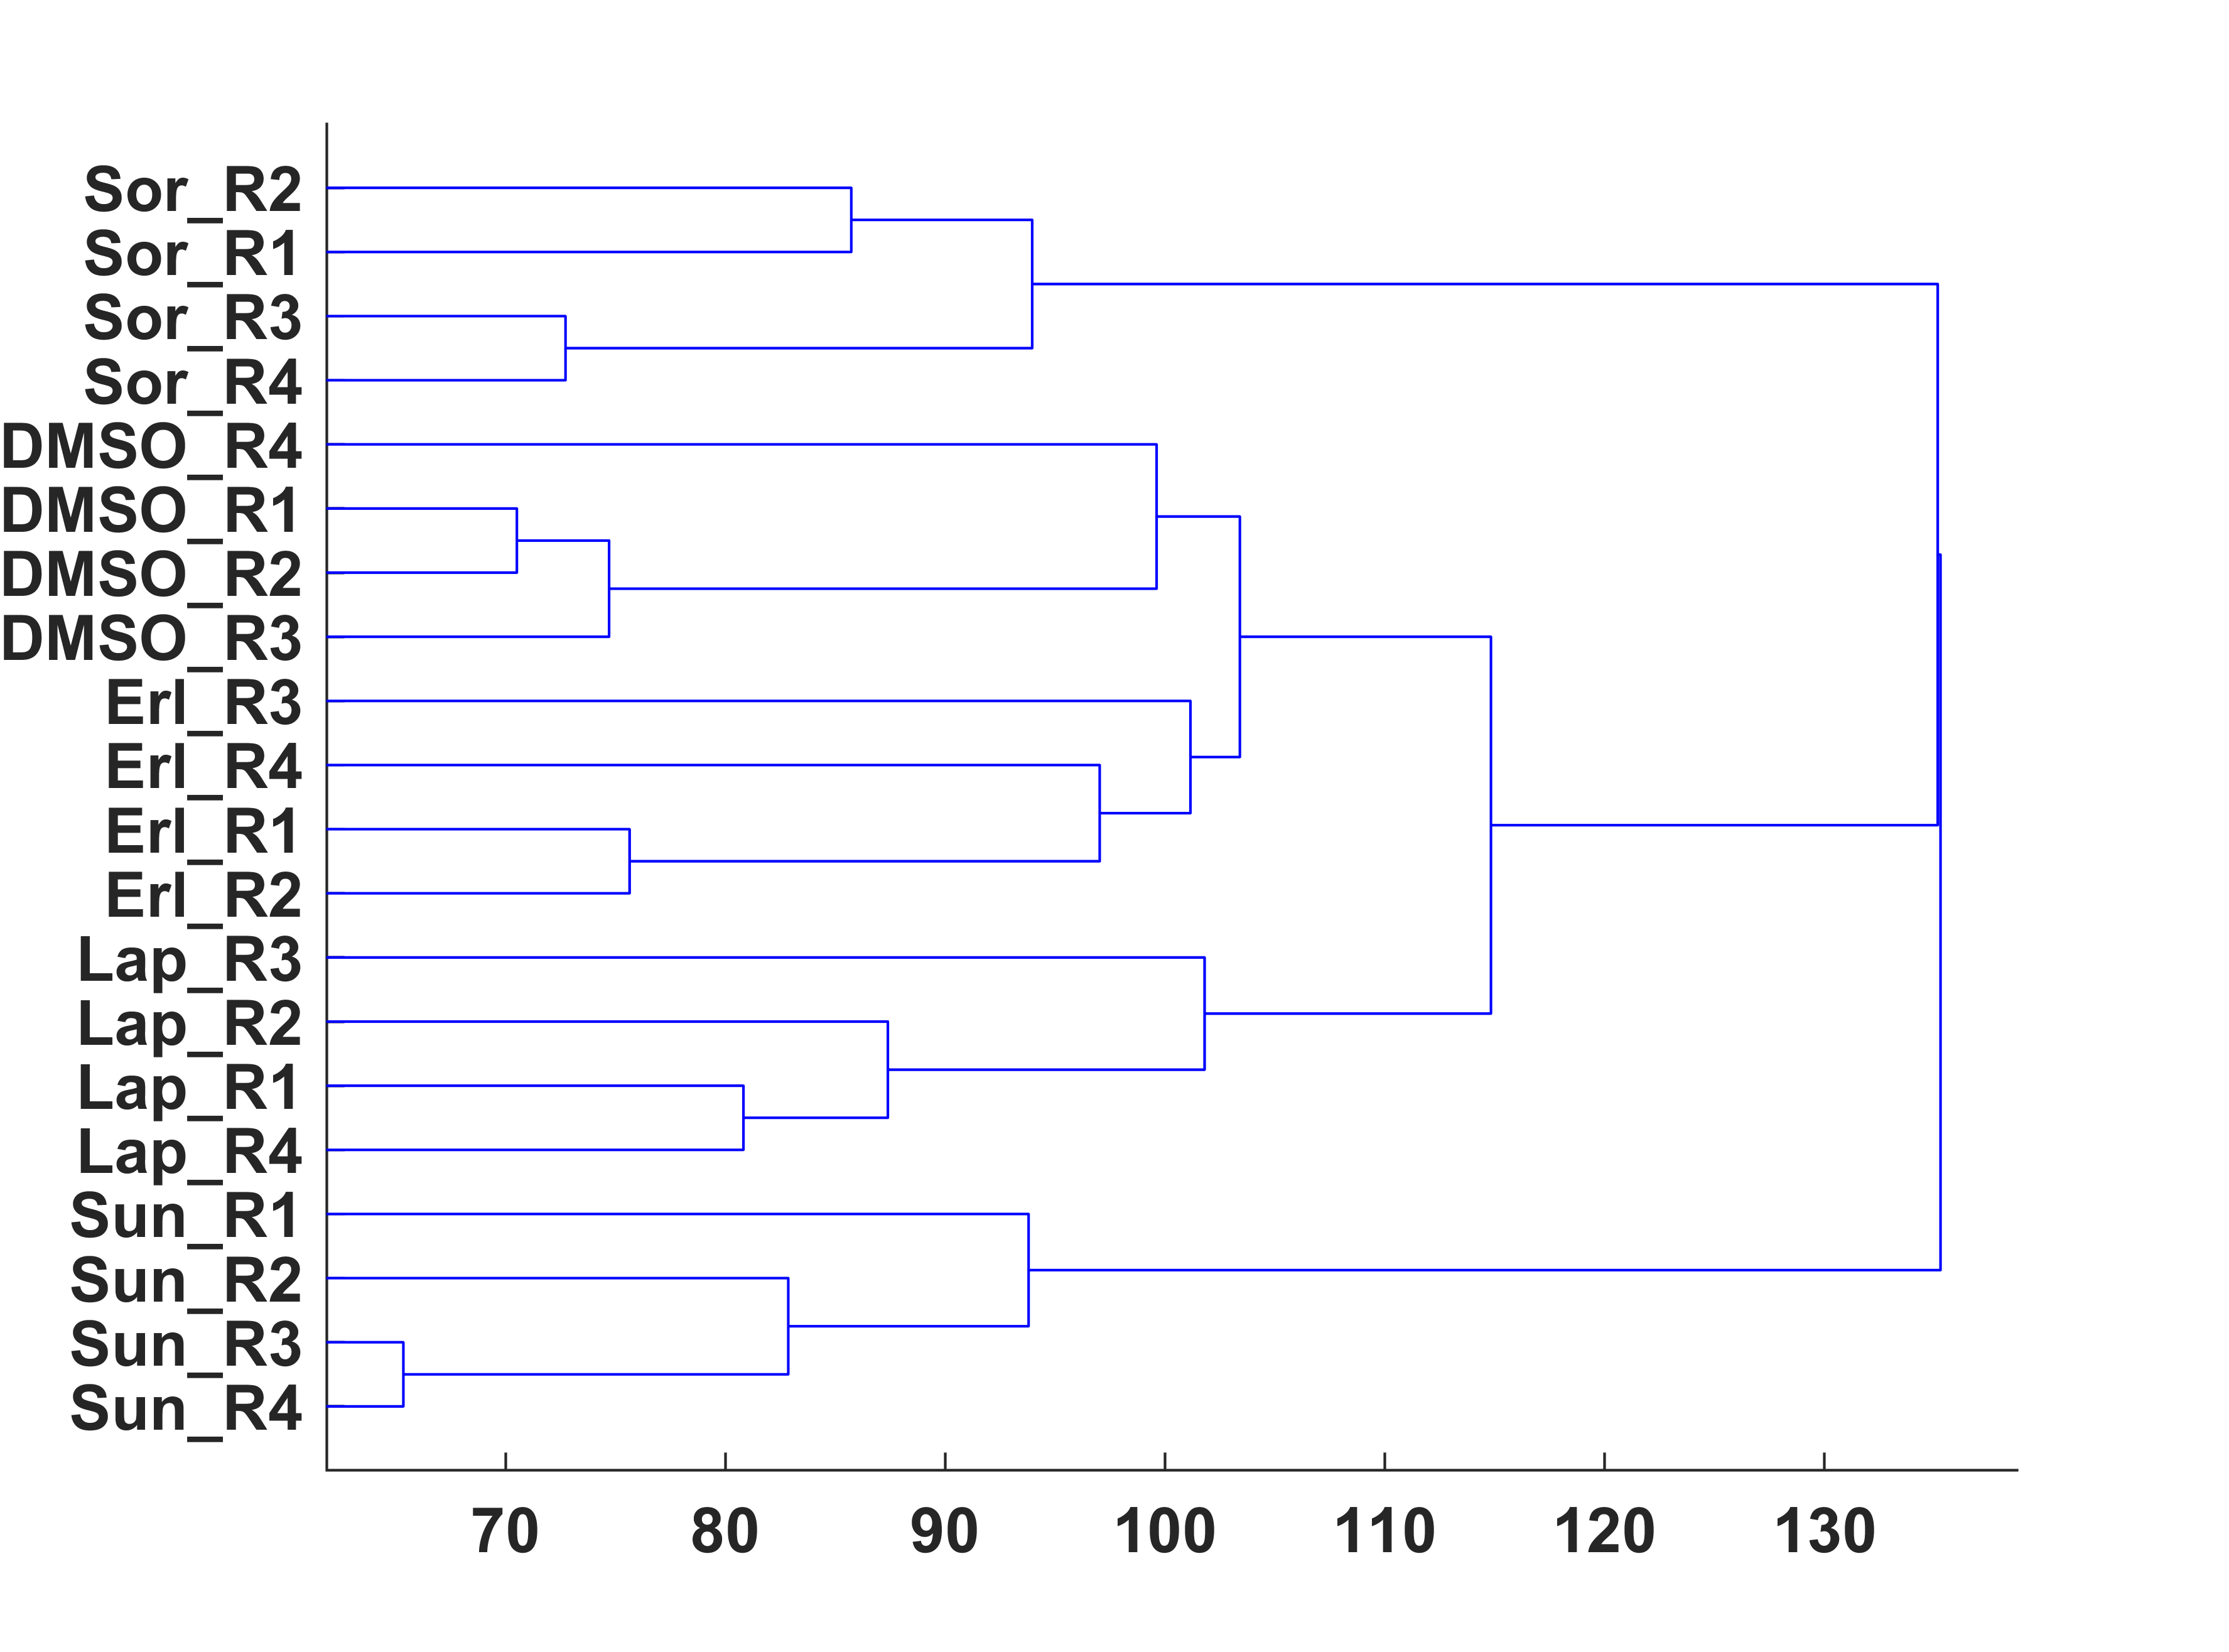 Sor_R2
Sor_R1
Sor_R3
Sor_R4
DMSO_R4
DMSO_R1
DMSO_R2
DMSO_R3
Erl_R3
Erl_R4
Erl_R1
Erl_R2
Lap_R3
Lap_R2
Lap_R1
Lap_R4
Sun_R1
Sun_R2
Sun_R3
Sun_R4
70 80 90 100 110 120 130